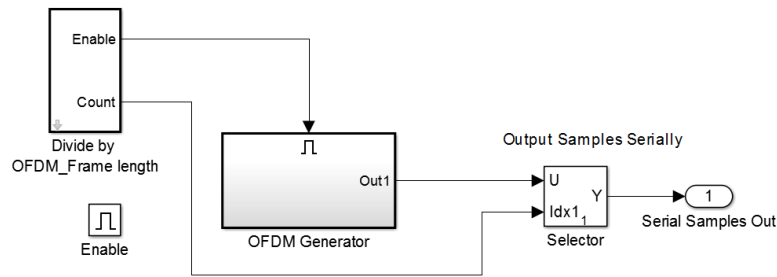 Enable
Count
Divide by
OFDM_Frame length
Enable
Out1
OFDM Generator
Output Samples Serially
U
Idx1
1
Y
Selector
1
Serial Samples Out